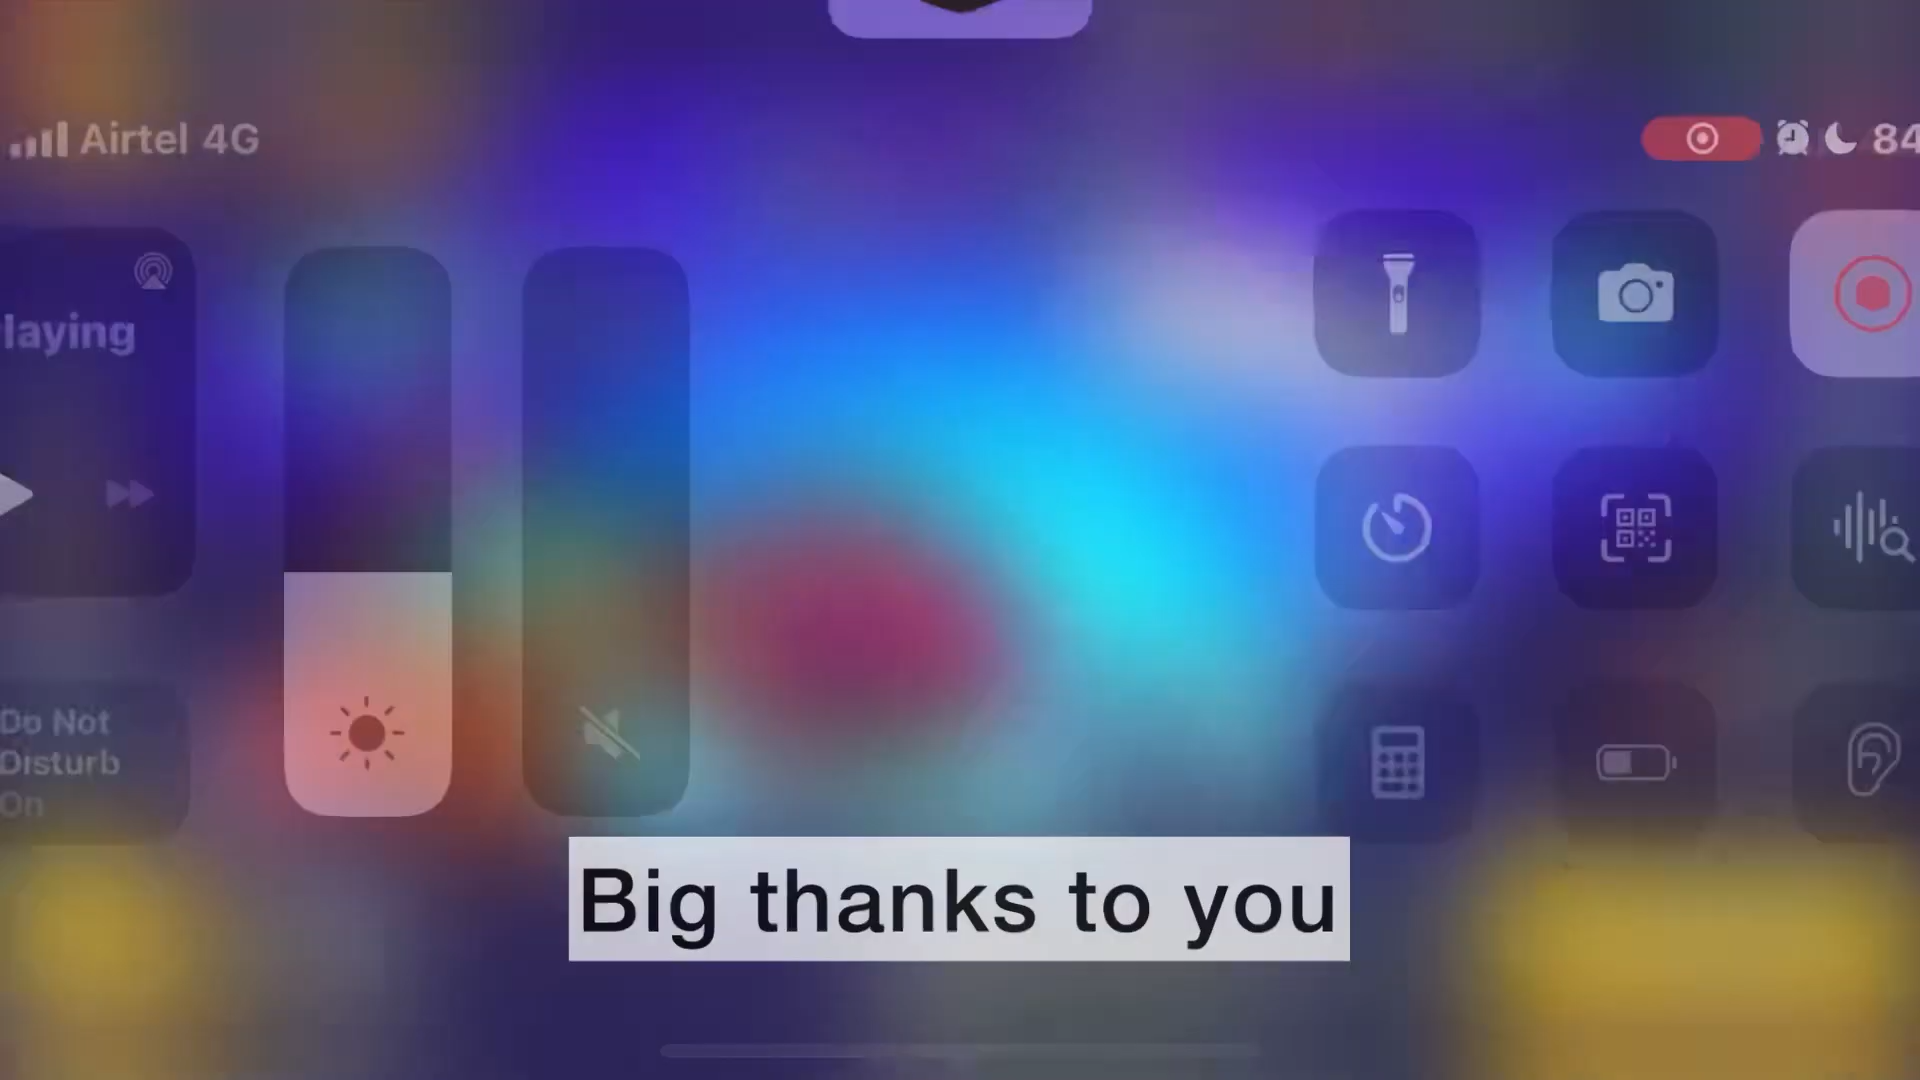 Airtel 4G
84
laying
Do Not
Disturb
On
Big thanks to you